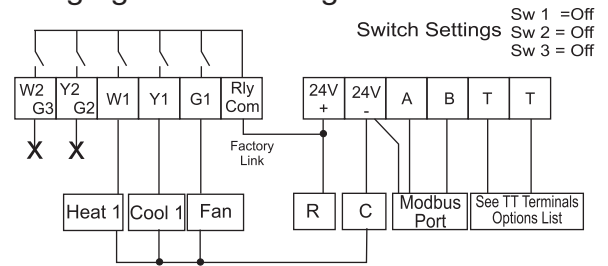 Switch Settings
Sw 1 =Off
Sw 2 = Off
Sw 3 = Off
W2
G3
Y2
G2
W1
Y1
G1
Rly
Com
24V
+
24V
-
A
B
T
T
X
X
Factory
Link
Heat 1
Cool 1
Fan
R
C
Modbus
Port
See TT Terminals
Options List